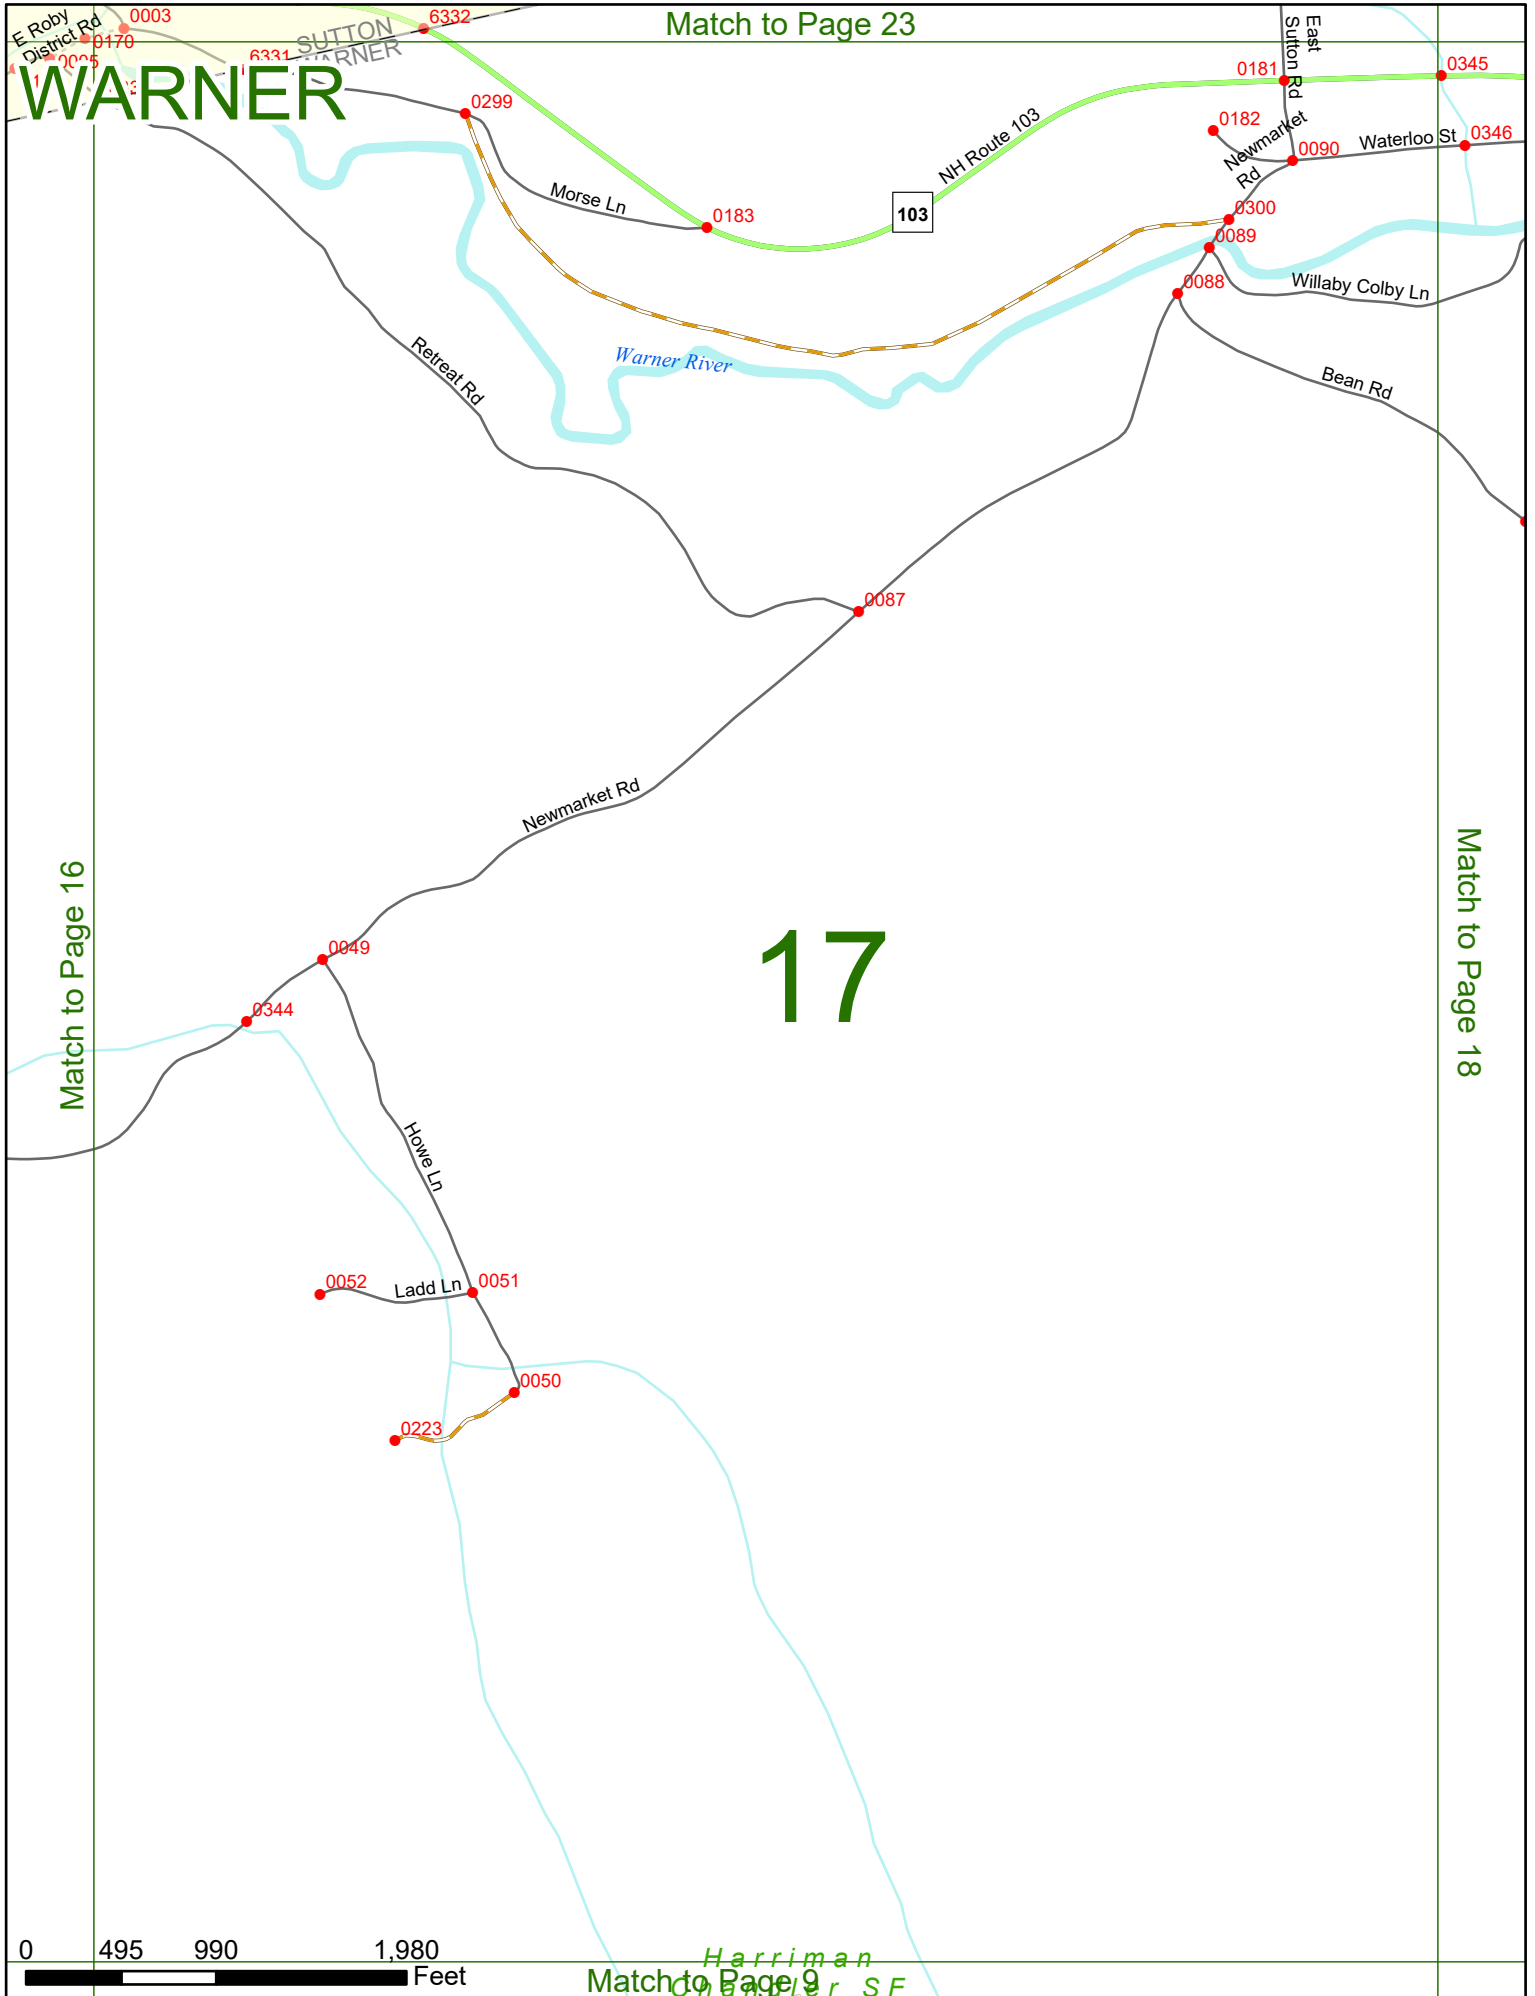 Match to Page 23
E Roby
District Rd
0003
0170
6331
SUTTON
WARNER
6332
WARNER
0299
Morse Ln
0183
103
NH Route 103
East
Sutton Rd
0181
0345
0182
Newmarket
Rd
0090
Waterloo St
0346
0300
0089
0088
Willaby Colby Ln
Bean Rd
Retreat Rd
Warner River
0087
Newmarket Rd
Match to Page 16
17
Match to Page 18
0049
0344
Howe Ln
0052
Ladd Ln
0051
0050
0223
0 495 990 1,980
Feet
Harriman
Chandler SF
Match to Page 9